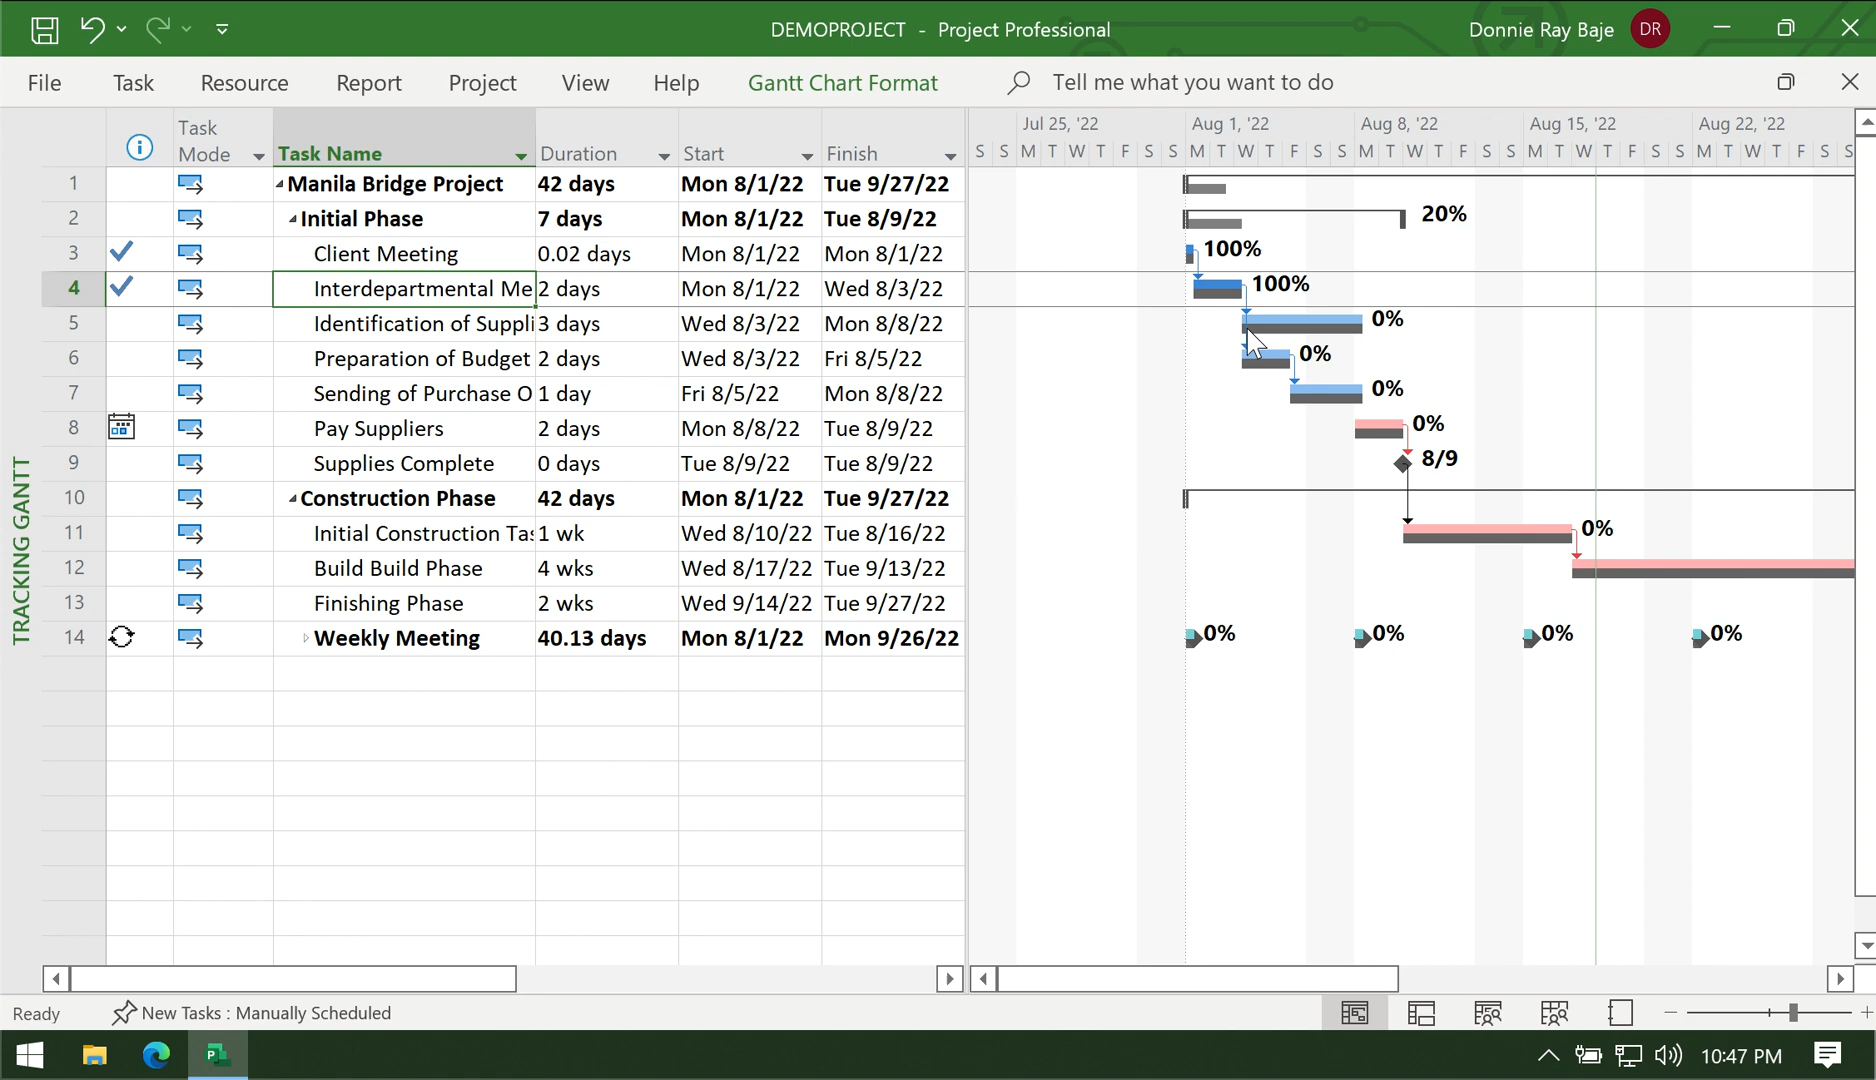 DEMOPROJECT - Project Professional
Donnie Ray Baje
DR
File Task Resource Report Project View Help Gantt Chart Format Tell me what you want to do
Task Mode Task Name Duration Start Finish
Jul 25, '22 Aug 1, '22 Aug 8, '22 Aug 15, '22 Aug 22, '22
S S M T W T F S S M T W T F S S M T W T F S S M T W T F S S M T W T F S S
1 Manila Bridge Project 42 days Mon 8/1/22 Tue 9/27/22
2 Initial Phase 7 days Mon 8/1/22 Tue 8/9/22 20%
3 Client Meeting 0.02 days Mon 8/1/22 Mon 8/1/22 100%
4 Interdepartmental Me 2 days Mon 8/1/22 Wed 8/3/22 100%
5 Identification of Suppli 3 days Wed 8/3/22 Mon 8/8/22 0%
6 Preparation of Budget 2 days Wed 8/3/22 Fri 8/5/22 0%
7 Sending of Purchase O 1 day Fri 8/5/22 Mon 8/8/22 0%
8 Pay Suppliers 2 days Mon 8/8/22 Tue 8/9/22 0%
9 Supplies Complete 0 days Tue 8/9/22 Tue 8/9/22 8/9
10 Construction Phase 42 days Mon 8/1/22 Tue 9/27/22
11 Initial Construction Tas 1 wk Wed 8/10/22 Tue 8/16/22 0%
12 Build Build Phase 4 wks Wed 8/17/22 Tue 9/13/22
13 Finishing Phase 2 wks Wed 9/14/22 Tue 9/27/22
14 Weekly Meeting 40.13 days Mon 8/1/22 Mon 9/26/22 0% 0% 0% 0%
TRACKING GANTT
Ready New Tasks : Manually Scheduled
10:47 PM